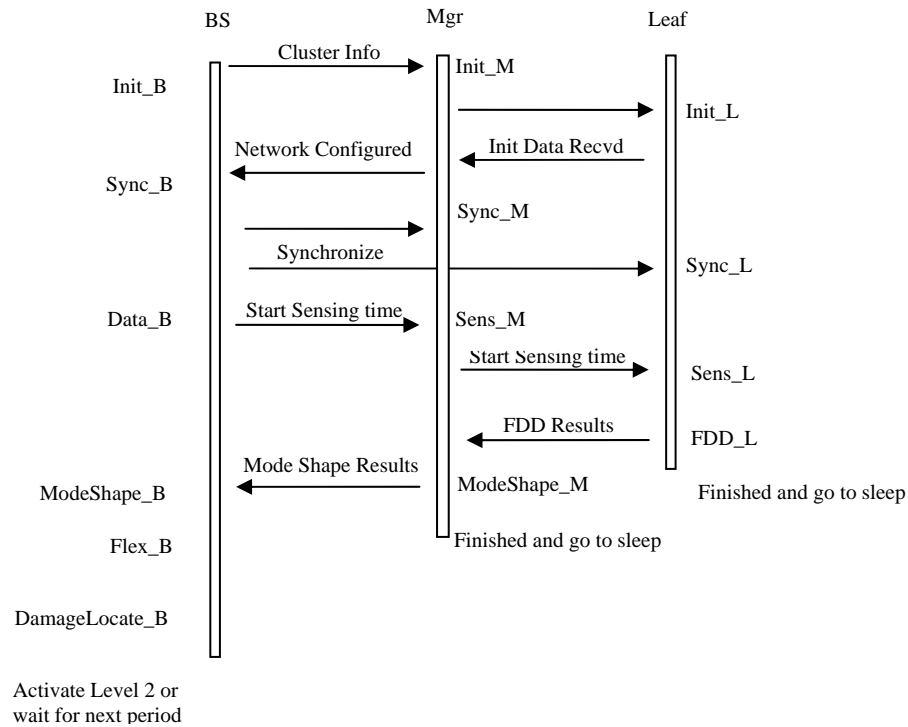 BS
Mgr
Leaf
Cluster Info
Init_B
Init_M
Init_L
Init Data Recvd
Network Configured
Sync_B
Sync_M
Synchronize
Sync_L
Data_B
Start Sensing time
Sens_M
Start Sensing time
Sens_L
FDD Results
FDD_L
Mode Shape Results
ModeShape_B
ModeShape_M
Finished and go to sleep
Flex_B
Finished and go to sleep
DamageLocate_B
Activate Level 2 or
wait for next period